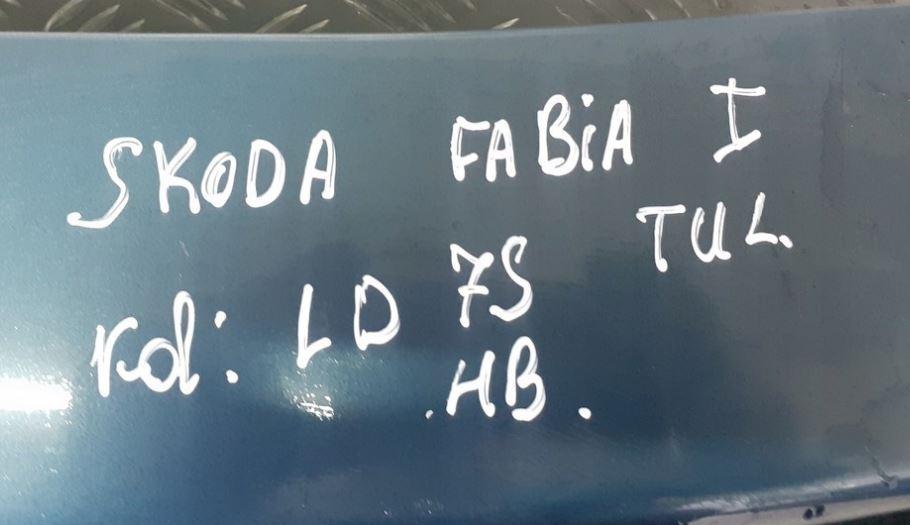 SKODA FABiA I
TUL.
kol: LD 7S
.HB.